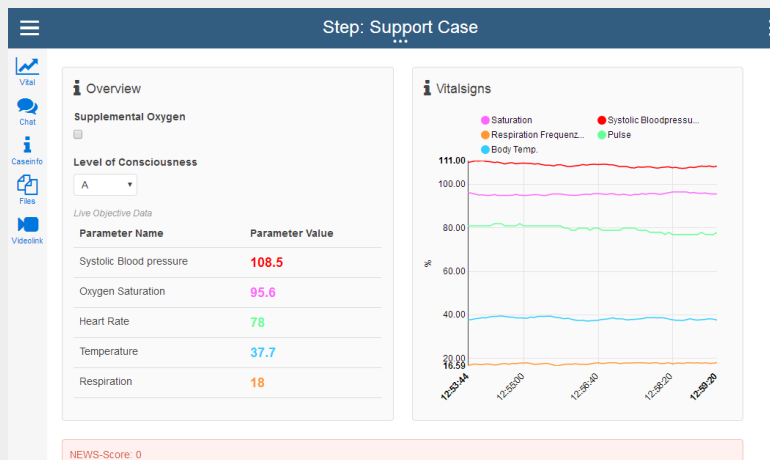 Step: Support Case
Vital
Chat
Caseinfo
Files
Videolink
Overview
Supplemental Oxygen
Level of Consciousness
A
Live Objective Data
Parameter Name Parameter Value
Systolic Blood pressure 108.5
Oxygen Saturation 95.6
Heart Rate 78
Temperature 37.7
Respiration 18
Vitalsigns
Saturation Systolic Bloodpressu...
Respiration Frequenz... Pulse
Body Temp.
111.00
100.00
80.00
%
60.00
40.00
20.00
16.59
12:53:44 12:55:00 12:56:40 12:58:20 12:59:20
NEWS-Score: 0